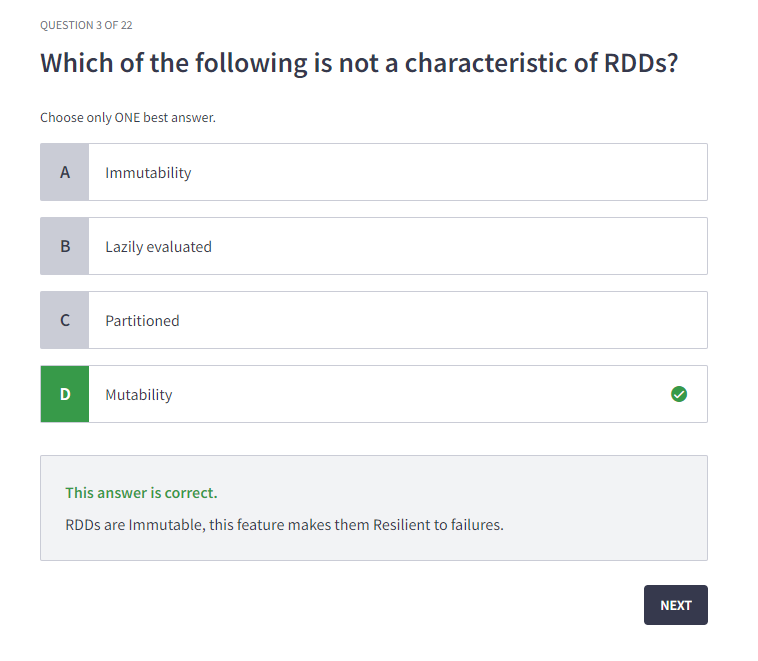 QUESTION 3 OF 22
Which of the following is not a characteristic of RDDs?
Choose only ONE best answer.
A Immutability
B Lazily evaluated
C Partitioned
D Mutability
This answer is correct.
RDDs are Immutable, this feature makes them Resilient to failures.
NEXT